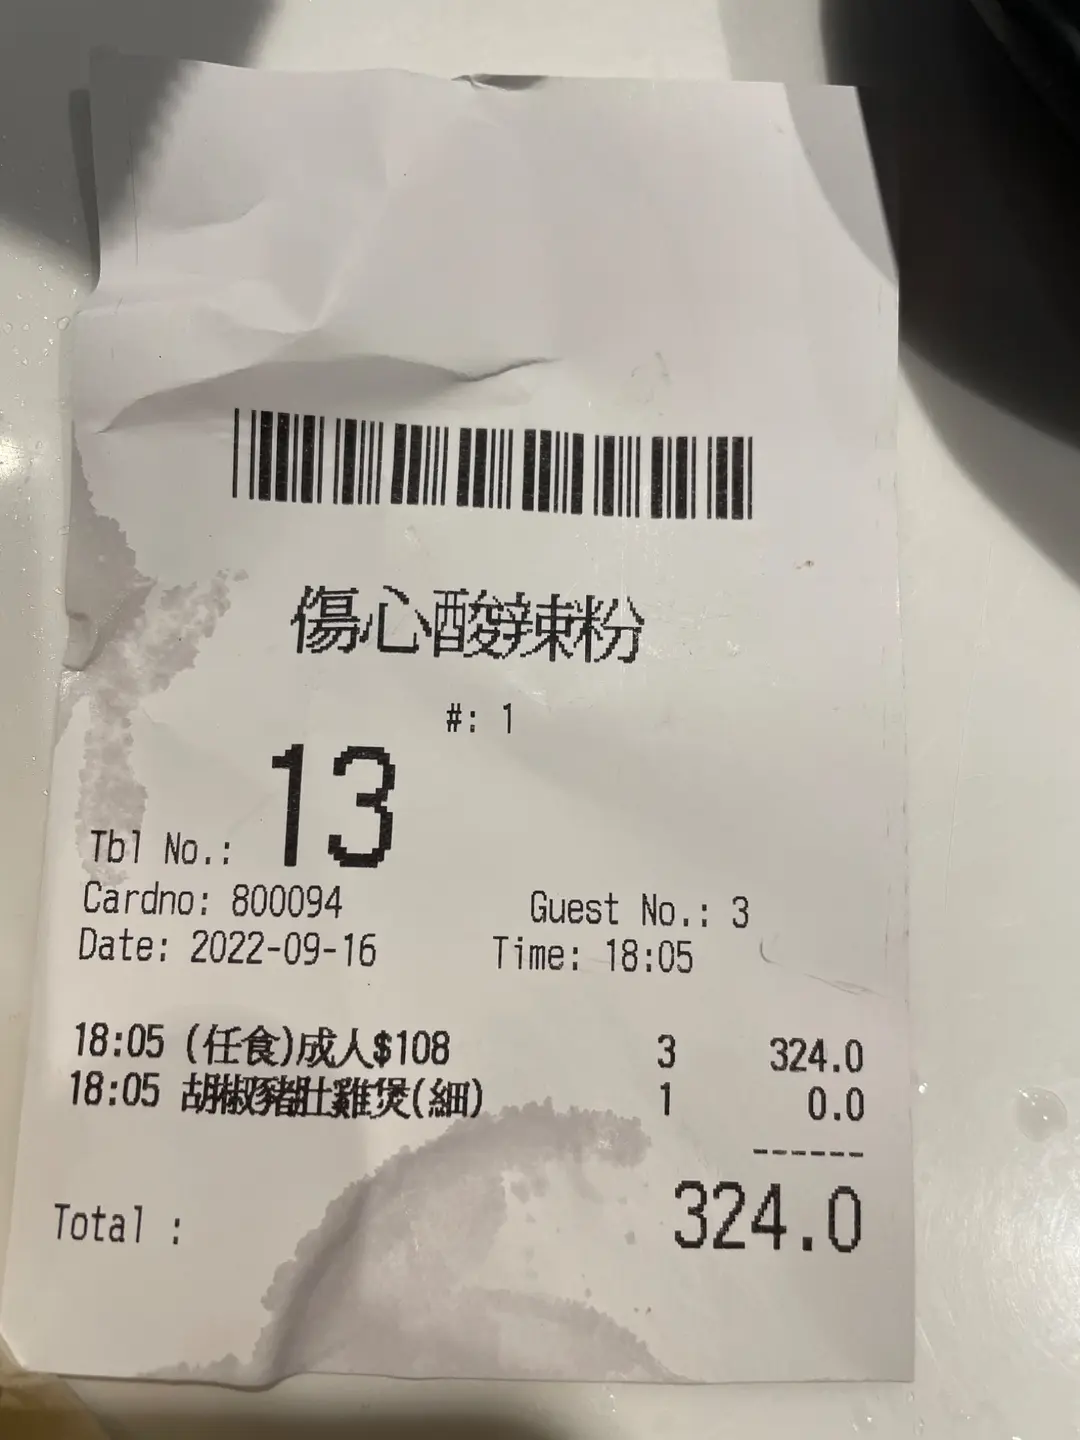 傷心酸辣粉
#: 1
Tbl No.: 13
Cardno: 800094 Guest No.: 3
Date: 2022-09-16 Time: 18:05
18:05 (任食)成人$108 3 324.0
18:05 胡椒豬肚雞煲(細) 1 0.0
------
Total : 324.0